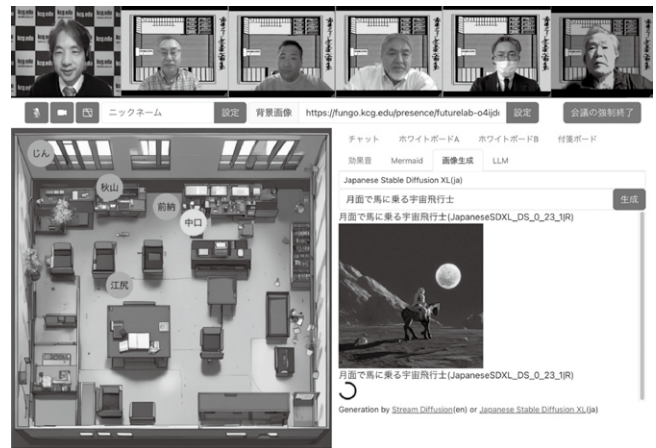 kcg.edu kcg.edu
ニックネーム 設定 背景画像 https://fungo.kcg.edu/presence/futurelab-o4ijdc 設定 会議の強制終了
チャット ホワイトボードA ホワイトボードB 付箋ボード
効果音 Mermaid 画像生成 LLM
Japanese Stable Diffusion XL(ja)
月面で馬に乗る宇宙飛行士 生成
月面で馬に乗る宇宙飛行士(JapaneseSDXL_DS_0_23_1|R)
月面で馬に乗る宇宙飛行士(JapaneseSDXL_DS_0_23_1|R)
Generation by Stream Diffusion(en) or Japanese Stable Diffusion XL(ja)
じん
秋山
前納
中口
江尻